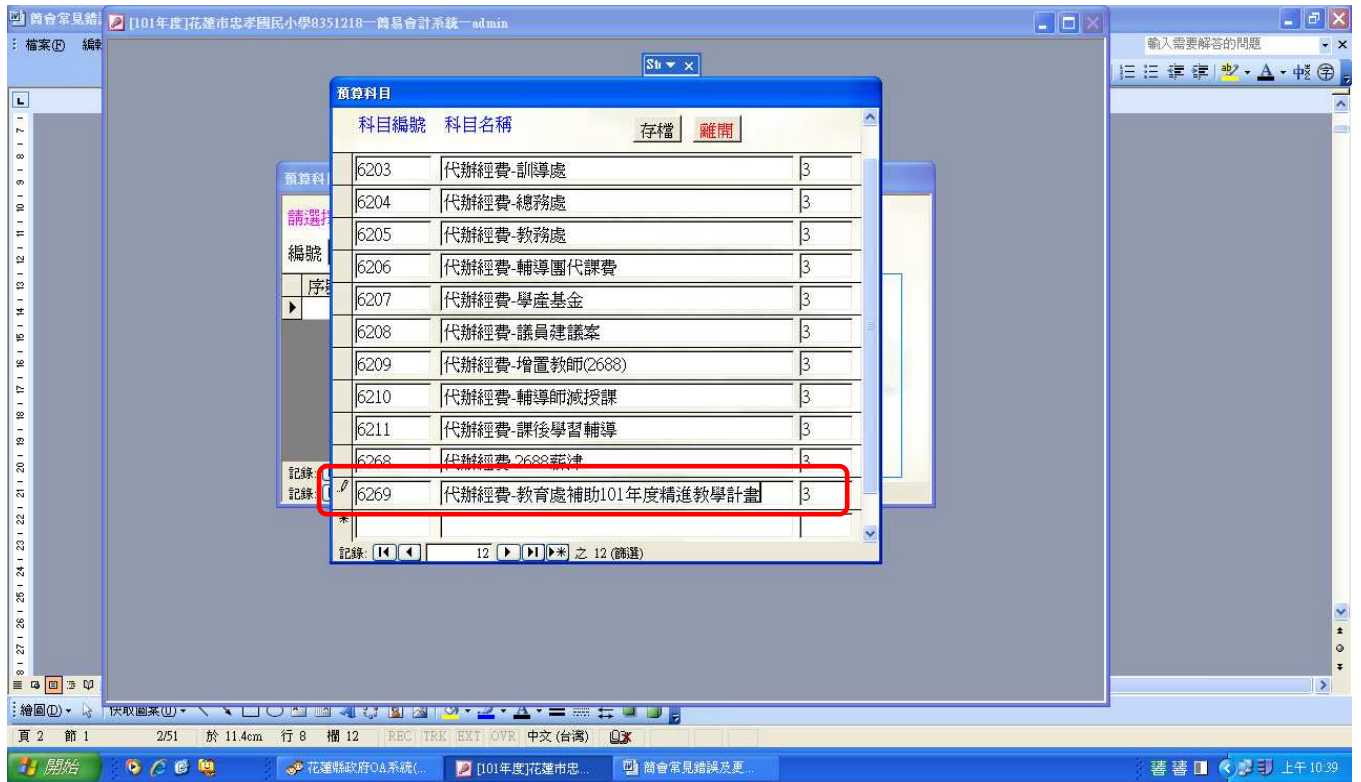 簡會常見錯
[101年度]花蓮市忠孝國民小學8351218—簡易會計系統—admin
檔案(F) 編輯
輸入需要解答的問題
預算科目
科目編號 科目名稱 存檔 離開
6203 代辦經費-訓導處 3
6204 代辦經費-總務處 3
6205 代辦經費-教務處 3
6206 代辦經費-輔導團代課費 3
6207 代辦經費-學產基金 3
6208 代辦經費-議員建議案 3
6209 代辦經費-增置教師(2688) 3
6210 代辦經費-輔導師減授課 3
6211 代辦經費-課後學習輔導 3
6268 代辦經費-2688薪津 3
6269 代辦經費-教育處補助101年度精進教學計畫 3
記錄: 12 之 12 (篩選)
預算科目
請選擇
編號
序號
記錄:
記錄:
繪圖(D) 快取圖案(U)
頁 2 節 1 2/51 於 11.4cm 行 8 欄 12 REC TRK EXT OVR 中文 (台灣)
開始 花蓮縣政府OA系統(... [101年度]花蓮市忠... 簡會常見錯誤及更... 上午 10:39